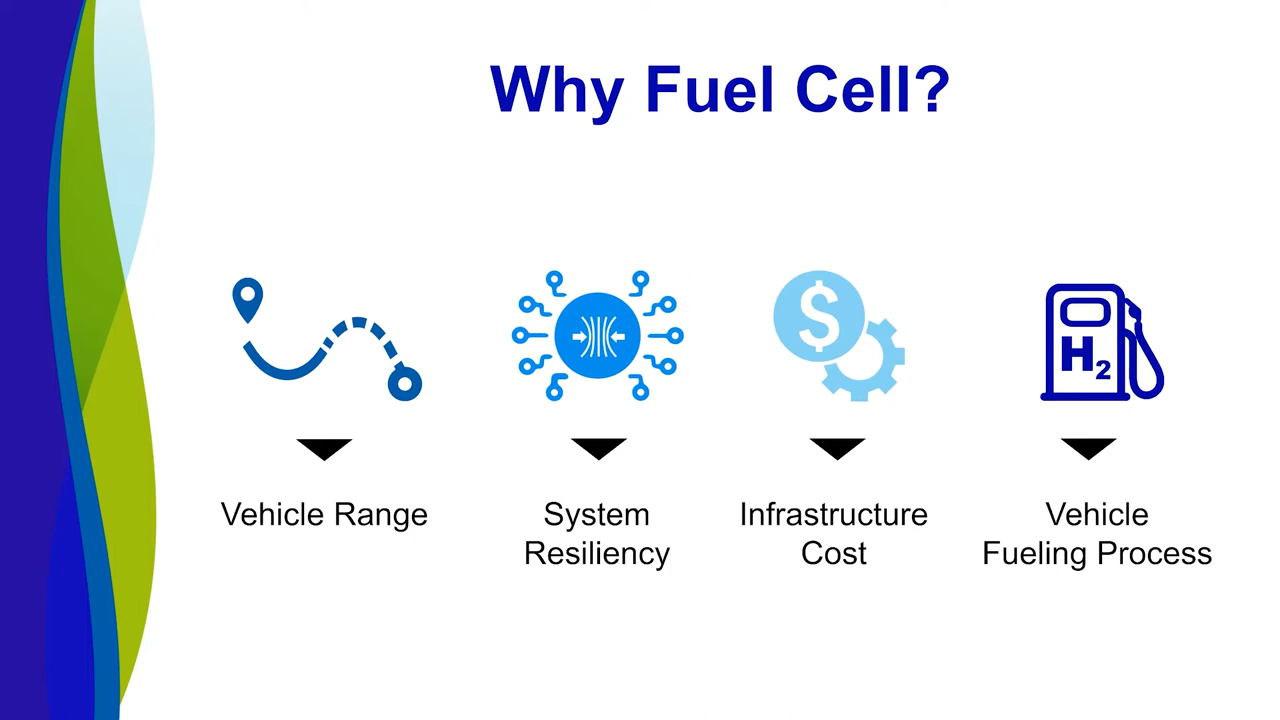 Why Fuel Cell?
$
H2
Vehicle Range
System
Resiliency
Infrastructure
Cost
Vehicle
Fueling Process